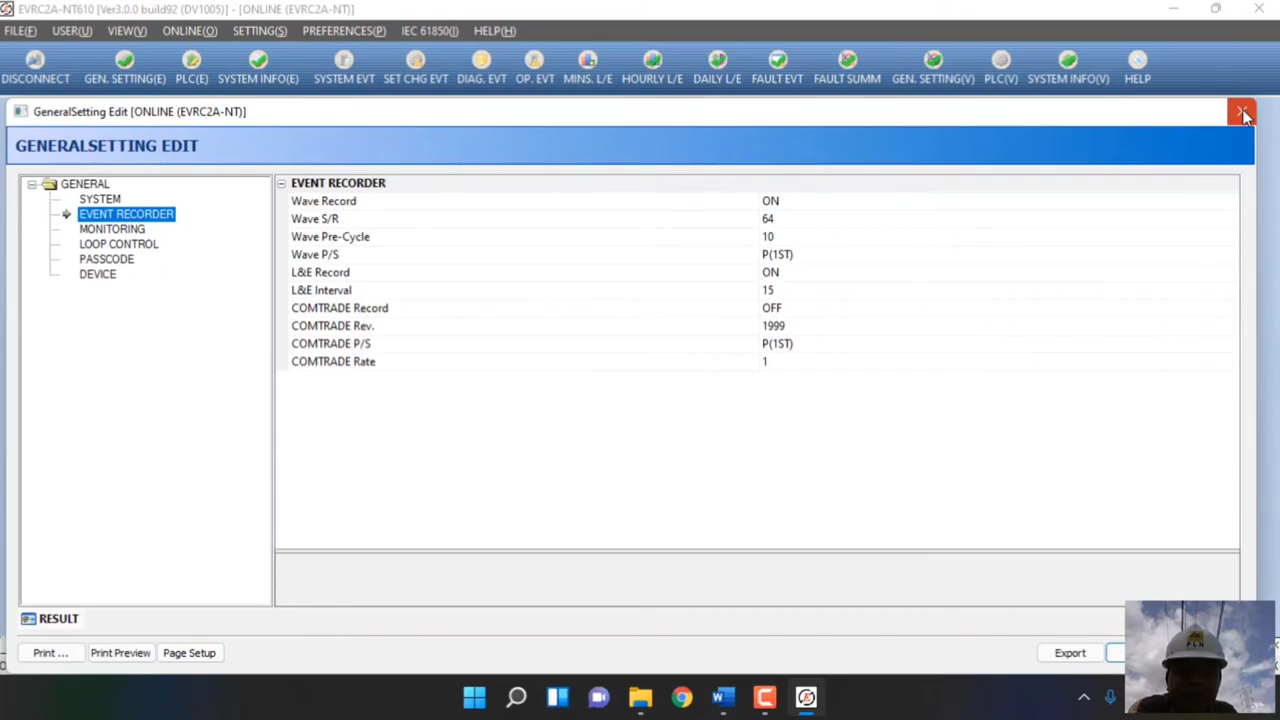 EVRC2A-NT610 [Ver3.0.0 build92 (DV1005) - [ONLINE (EVRC2A-NT)]
FILE(F) USER(U) VIEW(V) ONLINE(O) SETTING(S) PREFERENCES(P) IEC 61850(I) HELP(H)
DISCONNECT GEN. SETTING(E) PLC(E) SYSTEM INFO(E) SYSTEM EVT SET CHG EVT DIAG. EVT OP. EVT MINS. L/E HOURLY L/E DAILY L/E FAULT EVT FAULT SUMM GEN. SETTING(V) PLC(V) SYSTEM INFO(V) HELP
GeneralSetting Edit [ONLINE (EVRC2A-NT)]
GENERALSETTING EDIT
GENERAL
SYSTEM
EVENT RECORDER
MONITORING
LOOP CONTROL
PASSCODE
DEVICE
EVENT RECORDER
Wave Record ON
Wave S/R 64
Wave Pre-Cycle 10
Wave P/S P(1ST)
L&E Record ON
L&E Interval 15
COMTRADE Record OFF
COMTRADE Rev. 1999
COMTRADE P/S P(1ST)
COMTRADE Rate 1
RESULT
Print ... Print Preview Page Setup Export
PLN